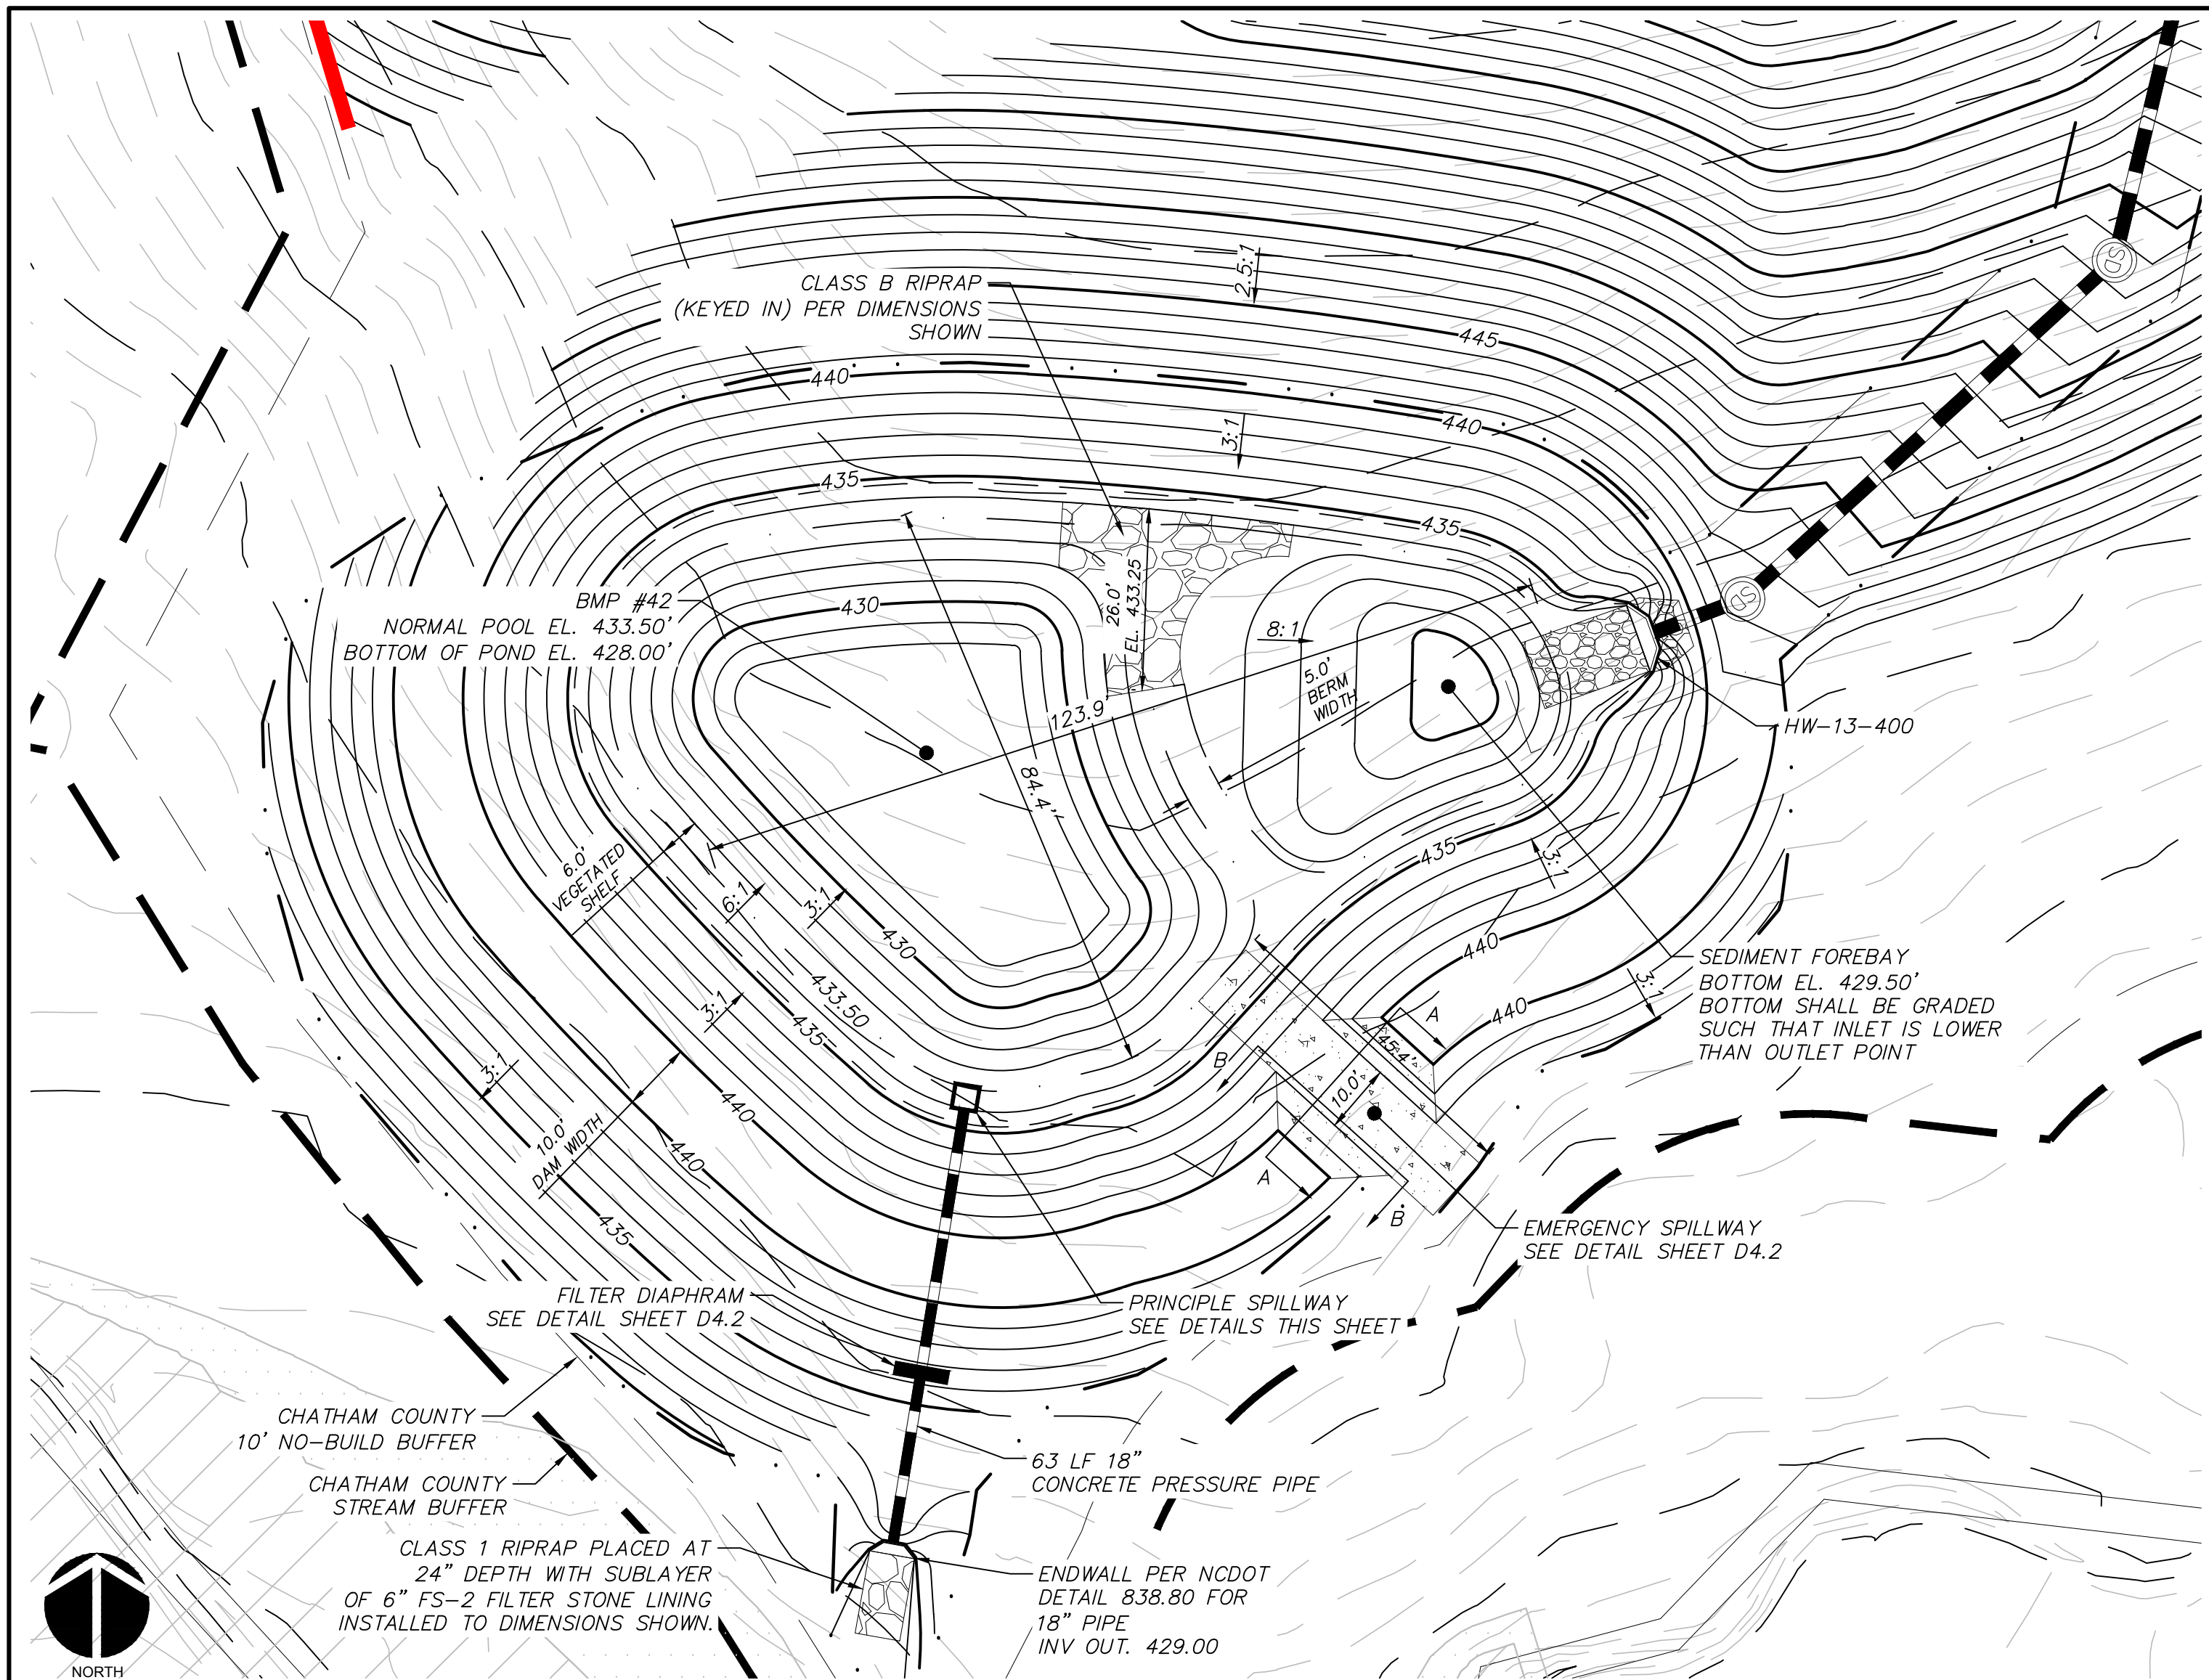 CLASS B RIPRAP
(KEYED IN) PER DIMENSIONS
SHOWN
2.5:1
445
440
440
3:1
435
435
SD
SD
BMP #42
NORMAL POOL EL. 433.50'
BOTTOM OF POND EL. 428.00'
430
26.0'
EL. 433.25
8:1
5.0'
BERM
WIDTH
123.9
84.4'
HW-13-400
6.0'
VEGETATED
SHELF
6:1
3:1
430
433.50
435
3:1
3:1
435
3:1
440
440
3:1
SEDIMENT FOREBAY
BOTTOM EL. 429.50'
BOTTOM SHALL BE GRADED
SUCH THAT INLET IS LOWER
THAN OUTLET POINT
A
45.4'
B
10.0'
A
B
10.0'
DAM WIDTH
440
440
435
EMERGENCY SPILLWAY
SEE DETAIL SHEET D4.2
FILTER DIAPHRAM
SEE DETAIL SHEET D4.2
PRINCIPLE SPILLWAY
SEE DETAILS THIS SHEET
CHATHAM COUNTY
10' NO-BUILD BUFFER
CHATHAM COUNTY
STREAM BUFFER
63 LF 18"
CONCRETE PRESSURE PIPE
CLASS 1 RIPRAP PLACED AT
24" DEPTH WITH SUBLAYER
OF 6" FS-2 FILTER STONE LINING
INSTALLED TO DIMENSIONS SHOWN.
ENDWALL PER NCDOT
DETAIL 838.80 FOR
18" PIPE
INV OUT. 429.00
NORTH